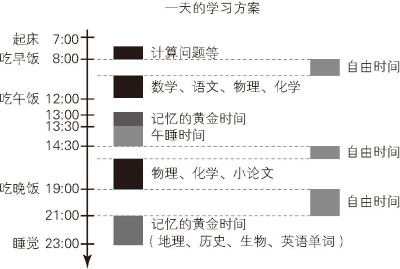 一天的学习方案
起床 7:00
计算问题等
吃早饭 8:00
自由时间
数学、语文、物理、化学
吃午饭 12:00
13:00
记忆的黄金时间
13:30
午睡时间
14:30
自由时间
物理、化学、小论文
吃晚饭 19:00
自由时间
21:00
记忆的黄金时间
(地理、历史、生物、英语单词)
睡觉 23:00